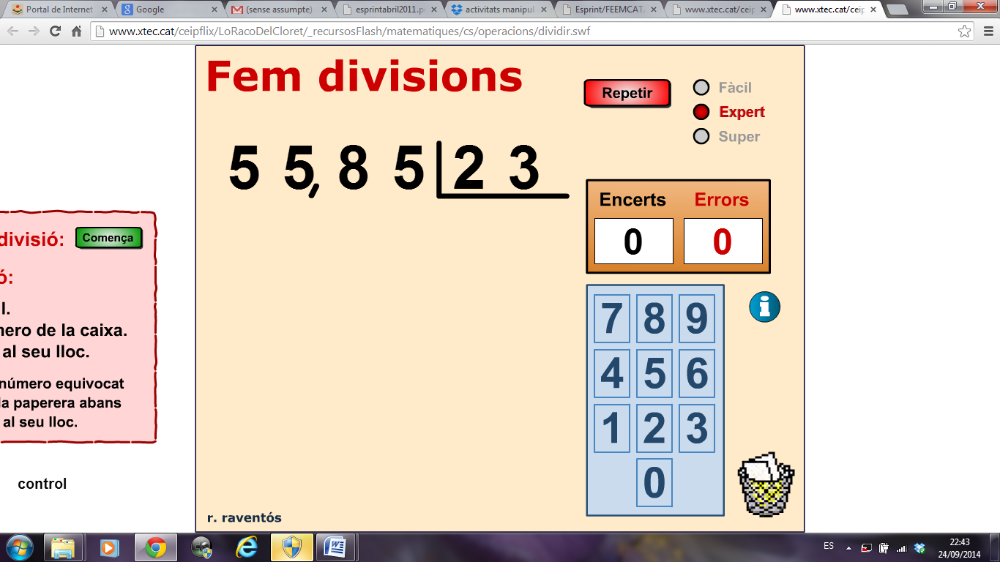 Portal de Internet
Google
(sense assumpte)
esprintabril2011.p
activitats manipul
Esprint/FEEMCAT
www.xtec.cat/ceip
www.xtec.cat/ceip
www.xtec.cat/ceipflix/LoRacoDelCloret/_recursosFlash/matematiques/cs/operacions/dividir.swf
Fem divisions
Repetir
Fàcil
Expert
Super
5 5,8 5 2 3
Encerts Errors
0 0
divisió: Comença
ó:
l.
mero de la caixa.
al seu lloc.
número equivocat
la paperera abans
al seu lloc.
control
7 8 9
4 5 6
1 2 3
0
r. raventós
ES
22:43
24/09/2014